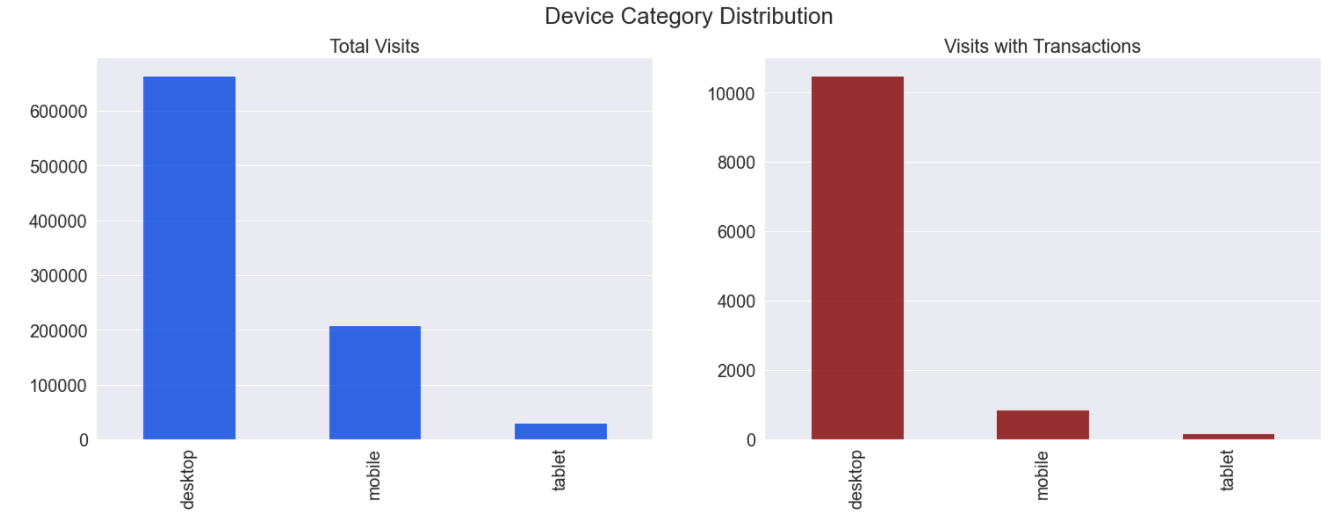 Device Category Distribution
Total Visits
600000
500000
400000
300000
200000
100000
0
desktop
mobile
tablet
Visits with Transactions
10000
8000
6000
4000
2000
0
desktop
mobile
tablet